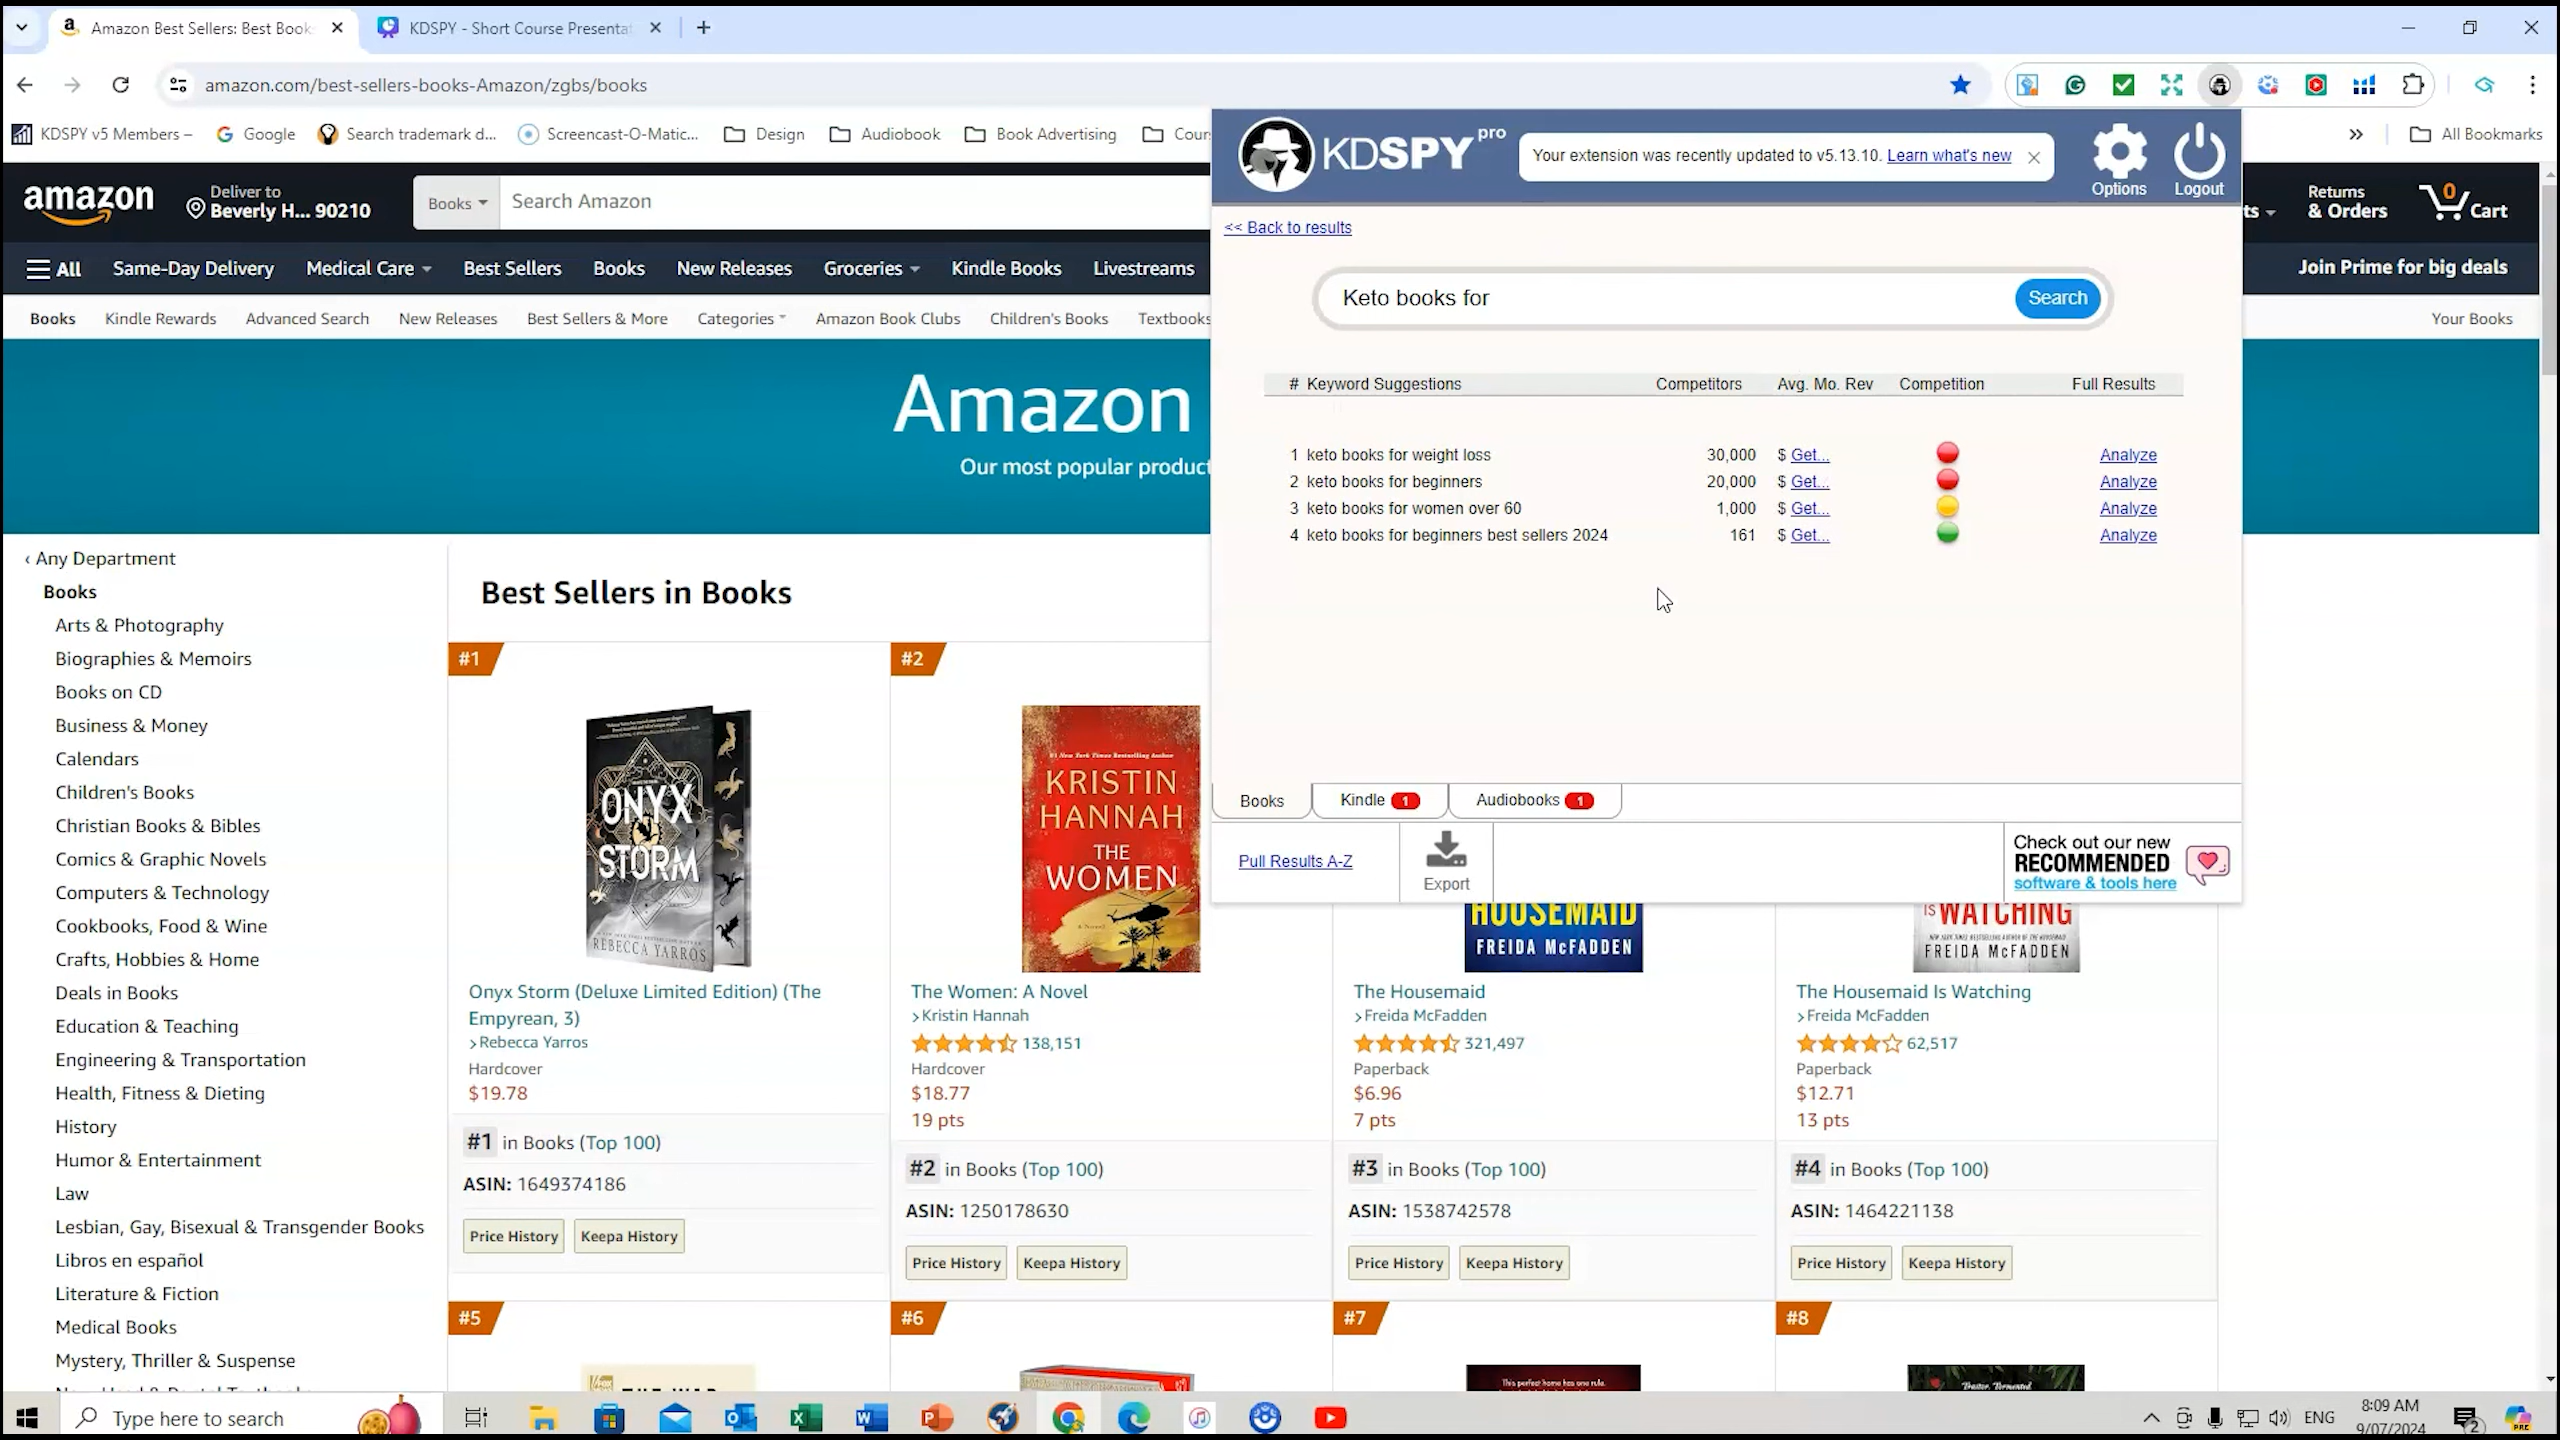 Amazon Best Sellers: Best Book
KDSPY - Short Course Presenta
amazon.com/best-sellers-books-Amazon/zgbs/books
KDSPY v5 Members –
Google
Search trademark d...
Screencast-O-Matic...
Design
Audiobook
Book Advertising
Cour
All Bookmarks
amazon
Deliver to
Beverly H... 90210
Books
Search Amazon
Returns
& Orders
0
Cart
ts
All
Same-Day Delivery
Medical Care
Best Sellers
Books
New Releases
Groceries
Kindle Books
Livestreams
Join Prime for big deals
Books
Kindle Rewards
Advanced Search
New Releases
Best Sellers & More
Categories
Amazon Book Clubs
Children's Books
Textbooks
Your Books
KDSPY pro
Your extension was recently updated to v5.13.10. Learn what's new
Options
Logout
<< Back to results
Keto books for
Search
# Keyword Suggestions Competitors Avg. Mo. Rev Competition Full Results
1 keto books for weight loss 30,000 $ Get... Analyze
2 keto books for beginners 20,000 $ Get... Analyze
3 keto books for women over 60 1,000 $ Get... Analyze
4 keto books for beginners best sellers 2024 161 $ Get... Analyze
Books
Kindle 1
Audiobooks 1
Pull Results A-Z
Export
Check out our new
RECOMMENDED
software & tools here
Amazon
Our most popular product
‹ Any Department
Books
Arts & Photography
Biographies & Memoirs
Books on CD
Business & Money
Calendars
Children's Books
Christian Books & Bibles
Comics & Graphic Novels
Computers & Technology
Cookbooks, Food & Wine
Crafts, Hobbies & Home
Deals in Books
Education & Teaching
Engineering & Transportation
Health, Fitness & Dieting
History
Humor & Entertainment
Law
Lesbian, Gay, Bisexual & Transgender Books
Libros en español
Literature & Fiction
Medical Books
Mystery, Thriller & Suspense
Best Sellers in Books
#1
ONYX
STORM
REBECCA YARROS
Onyx Storm (Deluxe Limited Edition) (The
Empyrean, 3)
› Rebecca Yarros
Hardcover
$19.78
#1 in Books (Top 100)
ASIN: 1649374186
Price History
Keepa History
#2
#1 New York Times Bestselling Author
KRISTIN
HANNAH
THE
WOMEN
The Women: A Novel
› Kristin Hannah
138,151
Hardcover
$18.77
19 pts
#2 in Books (Top 100)
ASIN: 1250178630
Price History
Keepa History
HOUSEMAID
FREIDA McFADDEN
The Housemaid
› Freida McFadden
321,497
Paperback
$6.96
7 pts
#3 in Books (Top 100)
ASIN: 1538742578
Price History
Keepa History
IS WATCHING
FREIDA McFADDEN
The Housemaid Is Watching
› Freida McFadden
62,517
Paperback
$12.71
13 pts
#4 in Books (Top 100)
ASIN: 1464221138
Price History
Keepa History
#5
#6
#7
This perfect home has one rule.
#8
Type here to search
ENG
8:09 AM
9/07/2024
2